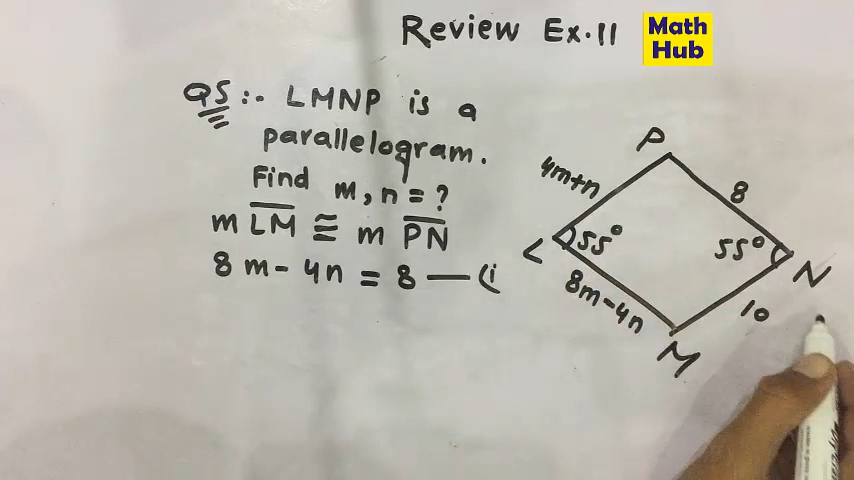 Review Ex.11
Math
Hub
Q5:- LMNP is a
parallelogram.
Find m, n = ?
m LM ≅ m PN
8m - 4n = 8 — (i
P
4m+n
8
L
55°
55°
N
8m-4n
10
M